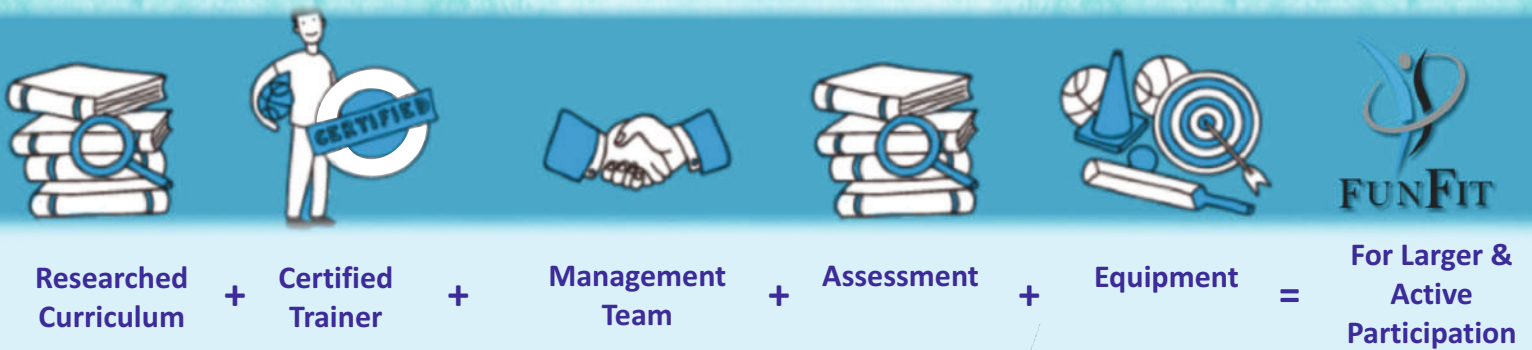 CERTIFIED
FUNFIT
Researched
Curriculum
+
Certified
Trainer
+
Management
Team
+
Assessment
+
Equipment
=
For Larger &
Active
Participation